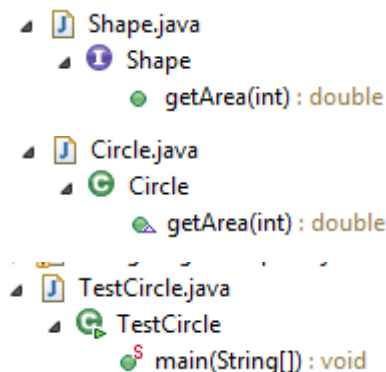 Shape.java
Shape
getArea(int) : double
Circle.java
Circle
getArea(int) : double
TestCircle.java
TestCircle
main(String[]) : void